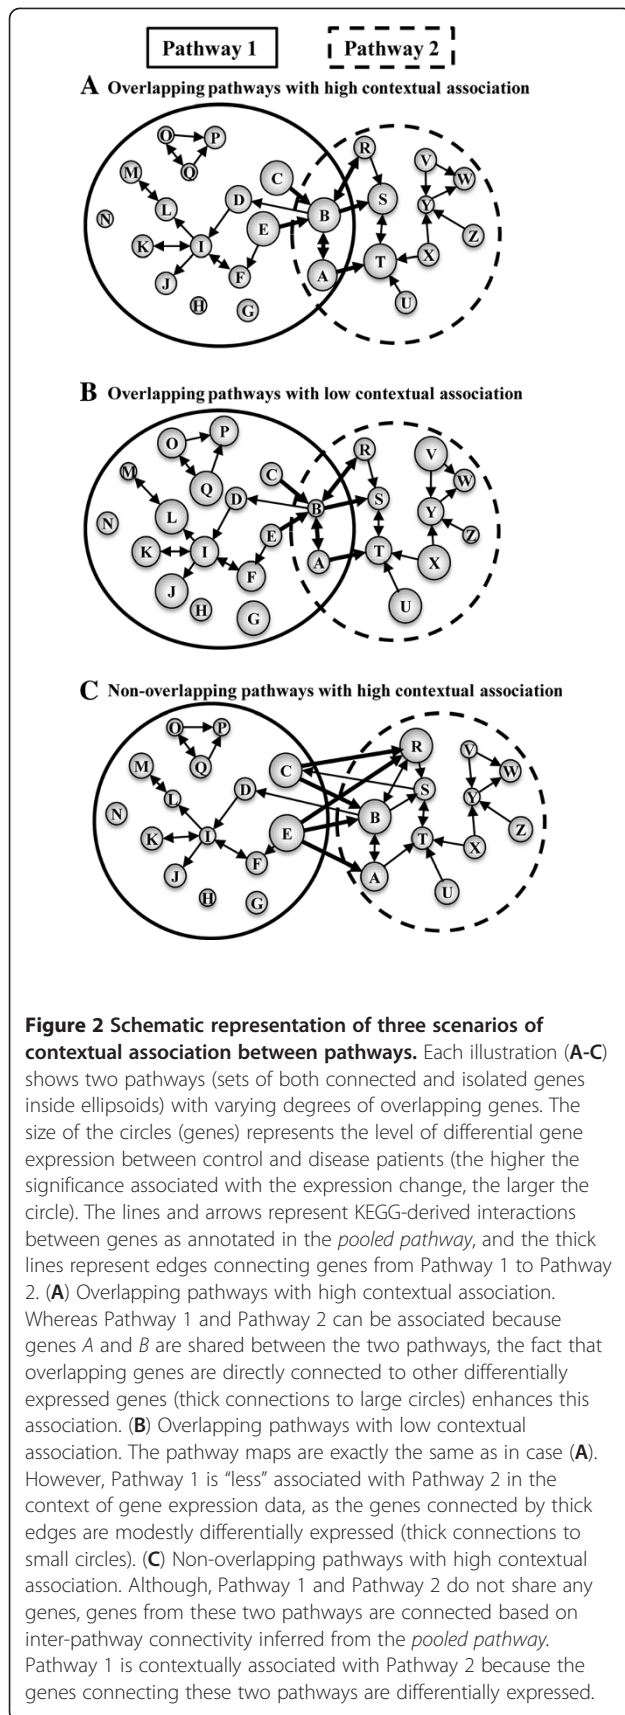 Pathway 1
Pathway 2
A Overlapping pathways with high contextual association
O
P
Q
M
N
L
K
I
J
H
D
C
E
F
G
B
A
R
S
T
U
V
W
Y
X
Z
B Overlapping pathways with low contextual association
O
P
Q
M
N
L
K
I
J
H
D
C
E
F
G
B
A
R
S
T
U
V
W
Y
X
Z
C Non-overlapping pathways with high contextual association
O
P
Q
M
N
L
K
I
J
H
D
C
E
F
G
B
A
R
S
T
U
V
W
Y
X
Z
Figure 2 Schematic representation of three scenarios of
contextual association between pathways. Each illustration (A-C)
shows two pathways (sets of both connected and isolated genes
inside ellipsoids) with varying degrees of overlapping genes. The
size of the circles (genes) represents the level of differential gene
expression between control and disease patients (the higher the
significance associated with the expression change, the larger the
circle). The lines and arrows represent KEGG-derived interactions
between genes as annotated in the pooled pathway, and the thick
lines represent edges connecting genes from Pathway 1 to Pathway
2. (A) Overlapping pathways with high contextual association.
Whereas Pathway 1 and Pathway 2 can be associated because
genes A and B are shared between the two pathways, the fact that
overlapping genes are directly connected to other differentially
expressed genes (thick connections to large circles) enhances this
association. (B) Overlapping pathways with low contextual
association. The pathway maps are exactly the same as in case (A).
However, Pathway 1 is “less” associated with Pathway 2 in the
context of gene expression data, as the genes connected by thick
edges are modestly differentially expressed (thick connections to
small circles). (C) Non-overlapping pathways with high contextual
association. Although, Pathway 1 and Pathway 2 do not share any
genes, genes from these two pathways are connected based on
inter-pathway connectivity inferred from the pooled pathway.
Pathway 1 is contextually associated with Pathway 2 because the
genes connecting these two pathways are differentially expressed.